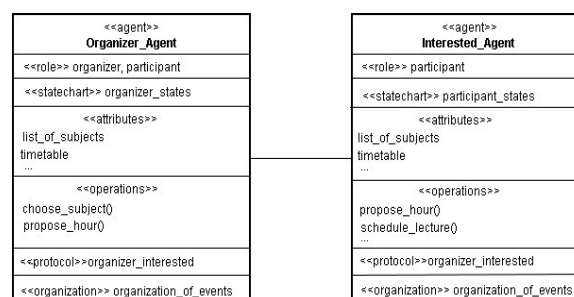 <<agent>>
Organizer_Agent
<<role>> organizer, participant
<<statechart>> organizer_states
<<attributes>>
list_of_subjects
timetable
...
<<operations>>
choose_subject()
propose_hour()
<<protocol>>organizer_interested
<<organization>> organization_of_events
<<agent>>
Interested_Agent
<<role>> participant
<<statechart>> participant_states
<<attributes>>
list_of_subjects
timetable
...
<<operations>>
propose_hour()
schedule_lecture()
...
<<protocol>>organizer_interested
<<organization>> organization_of_events